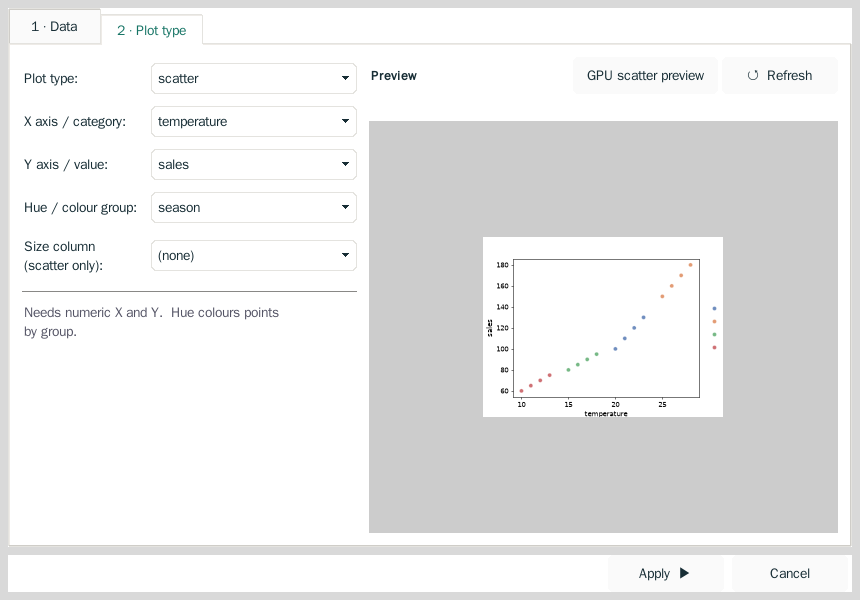 1 · Data
2 · Plot type
Plot type:
scatter
X axis / category:
temperature
Y axis / value:
sales
Hue / colour group:
season
Size column
(scatter only):
(none)
Needs numeric X and Y.  Hue colours points
by group.
Preview
GPU scatter preview
Refresh
180
160
140
120
100
80
60
sales
10
15
20
25
temperature
Apply
Cancel